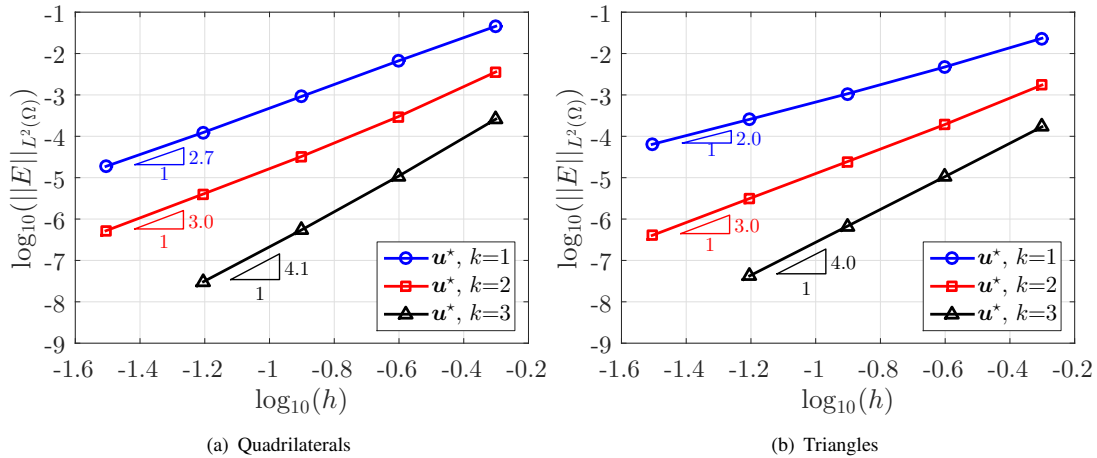 -1
-2
-3
-4
-5
-6
-7
-8
-9
log10(||E||L2(Ω))
2.7
1
3.0
1
4.1
1
u⋆, k=1
u⋆, k=2
u⋆, k=3
-1.6 -1.4 -1.2 -1 -0.8 -0.6 -0.4 -0.2
log10(h)
(a) Quadrilaterals
-1
-2
-3
-4
-5
-6
-7
-8
-9
log10(||E||L2(Ω))
2.0
1
3.0
1
4.0
1
u⋆, k=1
u⋆, k=2
u⋆, k=3
-1.6 -1.4 -1.2 -1 -0.8 -0.6 -0.4 -0.2
log10(h)
(b) Triangles